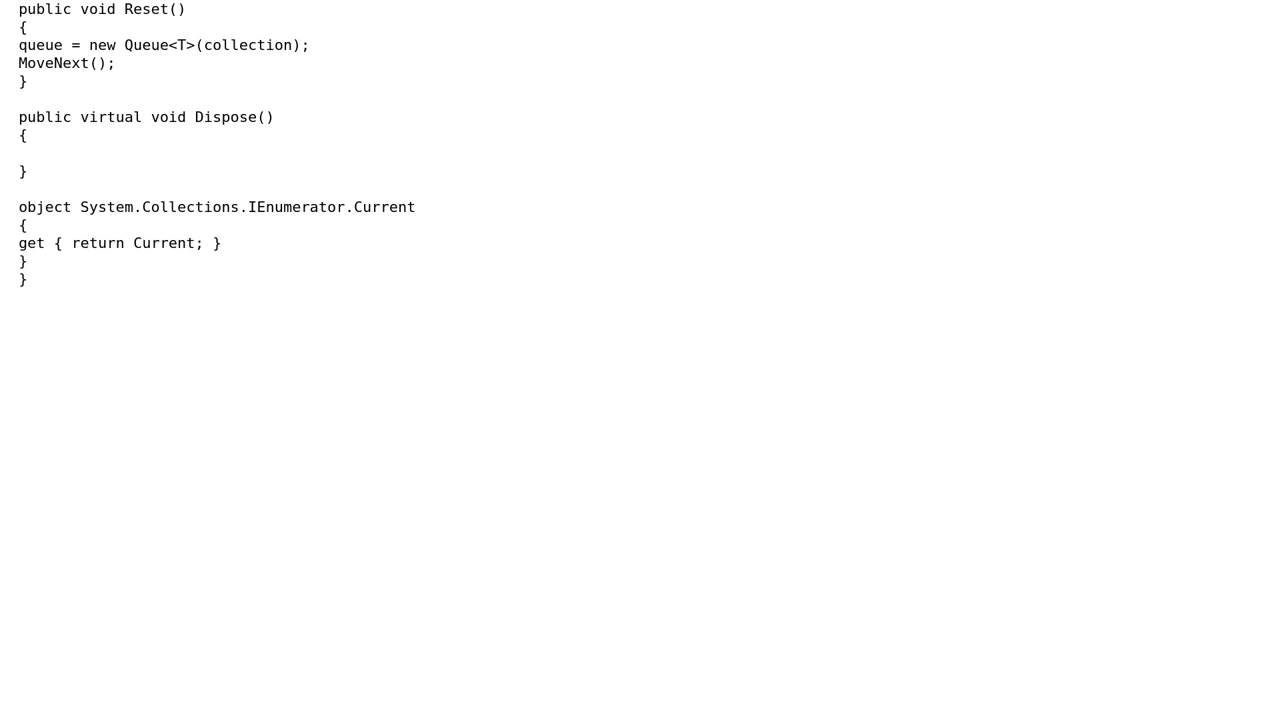 public void Reset()
{
queue = new Queue<T>(collection);
MoveNext();
}
public virtual void Dispose()
{
}
object System.Collections.IEnumerator.Current
{
get { return Current; }
}
}